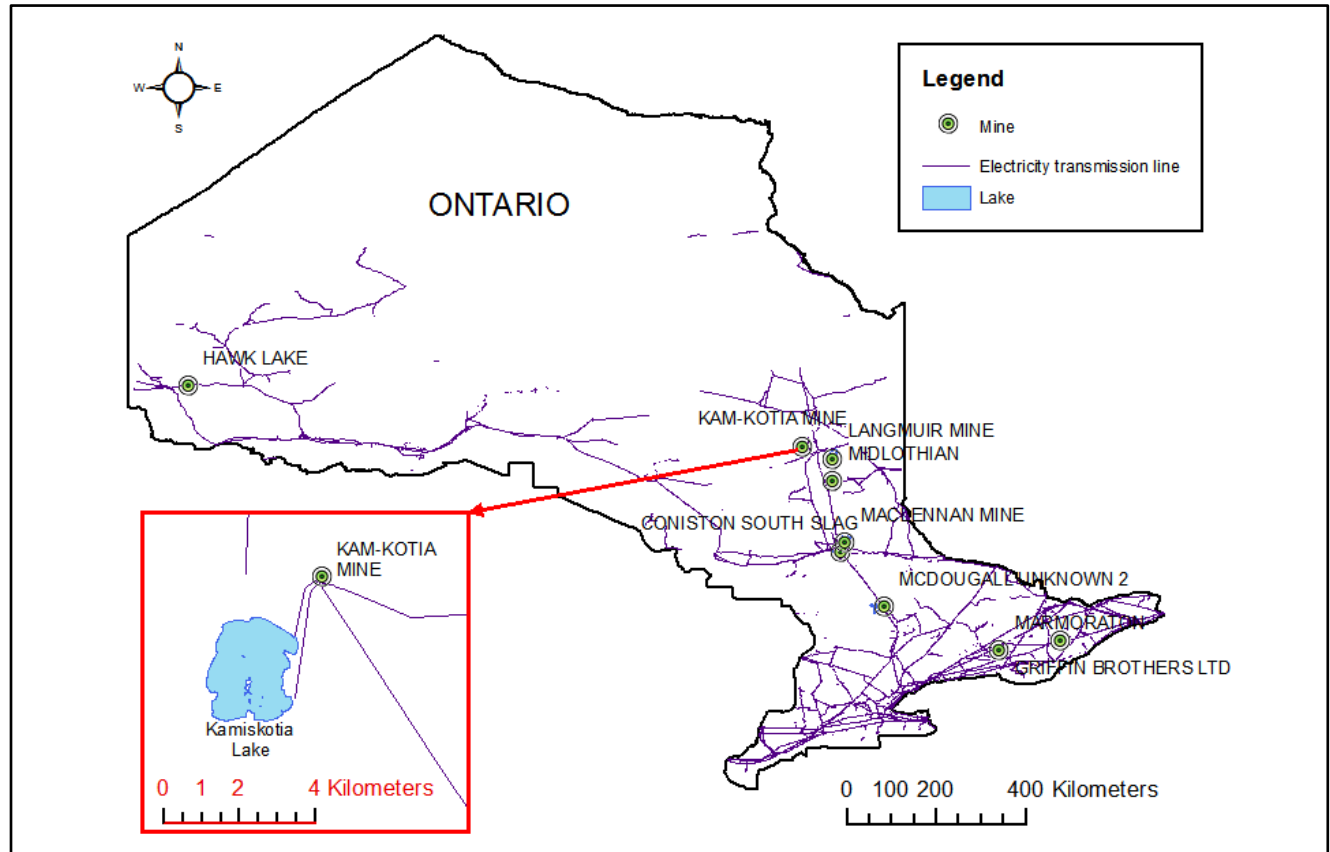 N
W E
S
Legend
Mine
Electricity transmission line
Lake
ONTARIO
HAWK LAKE
KAM-KOTIA MINE
LANGMUIR MINE
MIDLOTHIAN
CONISTON SOUTH SLAG
MACLENNAN MINE
MCDOUGALL UNKNOWN 2
MARMORATON
GRIFFIN BROTHERS LTD
KAM-KOTIA
MINE
Kamiskotia
Lake
0 1 2 4 Kilometers
0 100 200 400 Kilometers